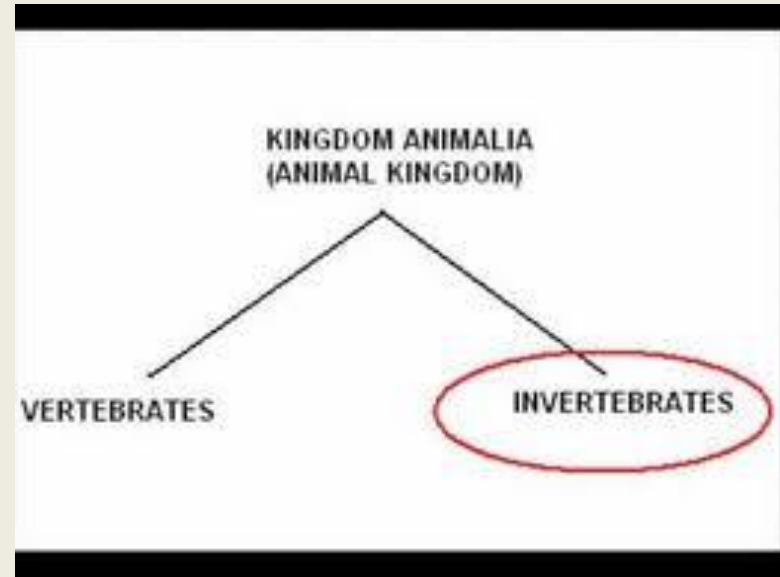 KINGDOM ANIMALIA
(ANIMAL KINGDOM)
VERTEBRATES
INVERTEBRATES